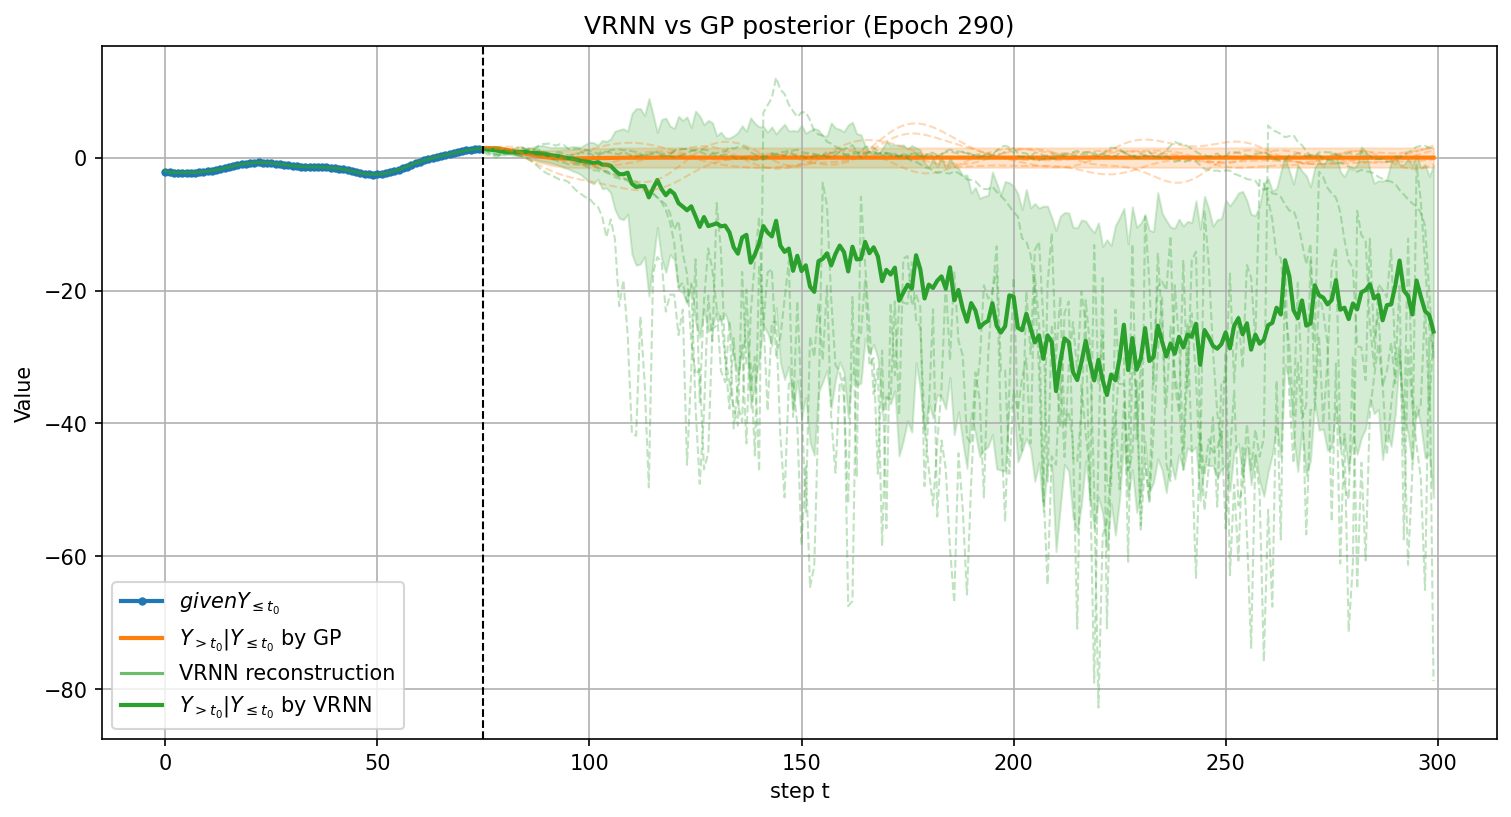 VRNN vs GP posterior (Epoch 290)
Value
0
−20
−40
−60
−80
given Y≤t₀
Y>t₀|Y≤t₀ by GP
VRNN reconstruction
Y>t₀|Y≤t₀ by VRNN
0 50 100 150 200 250 300
step t